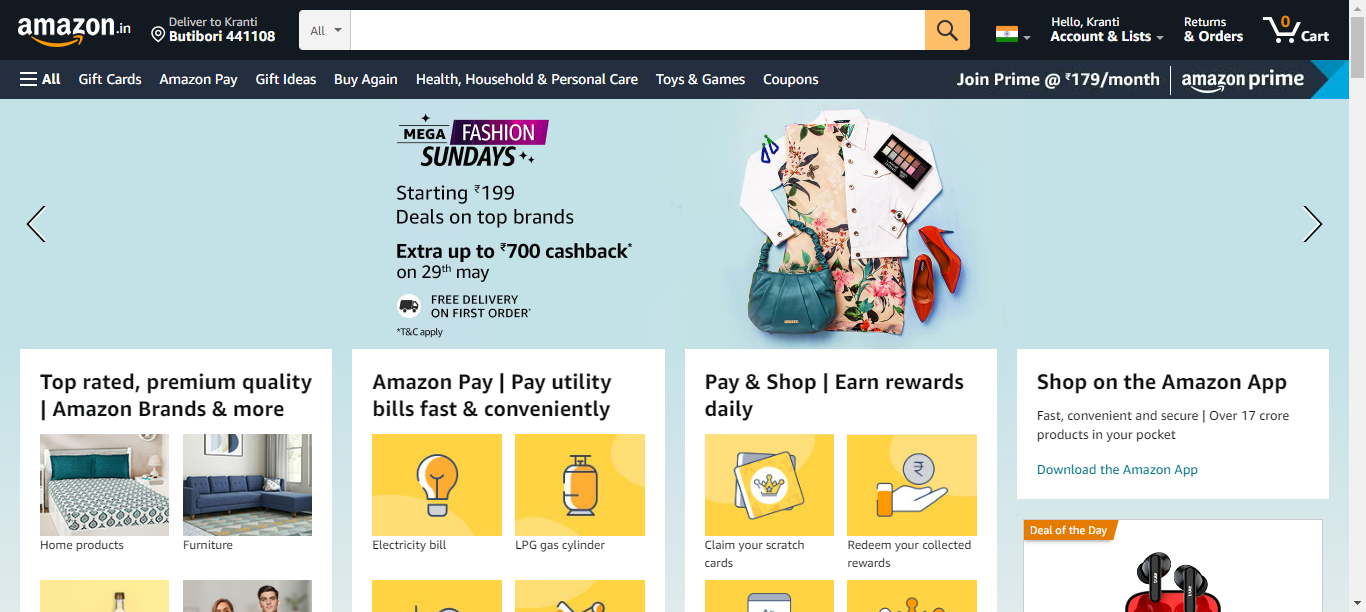 amazon.in
Deliver to Kranti
Butibori 441108
All
Hello, Kranti
Account & Lists
Returns
& Orders
0
Cart
All
Gift Cards
Amazon Pay
Gift Ideas
Buy Again
Health, Household & Personal Care
Toys & Games
Coupons
Join Prime @ ₹179/month
amazon prime
MEGA FASHION
SUNDAYS
Starting ₹199
Deals on top brands
Extra up to ₹700 cashback*
on 29th may
FREE DELIVERY
ON FIRST ORDER*
*T&C apply
Top rated, premium quality
| Amazon Brands & more
Home products
Furniture
Amazon Pay | Pay utility
bills fast & conveniently
Electricity bill
LPG gas cylinder
Pay & Shop | Earn rewards
daily
₹
Claim your scratch
cards
Redeem your collected
rewards
Shop on the Amazon App
Fast, convenient and secure | Over 17 crore
products in your pocket
Download the Amazon App
Deal of the Day